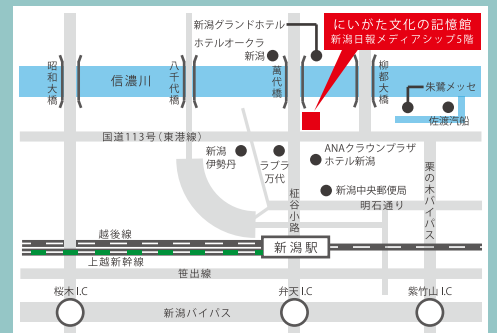 新潟グランドホテル
にいがた文化の記憶館
新潟日報メディアシップ5階
ホテルオークラ
新潟
昭和大橋
八千代橋
萬代橋
柳都大橋
信濃川
朱鷺メッセ
佐渡汽船
国道113号(東港線)
新潟
伊勢丹
ラブラ
万代
ANAクラウンプラザ
ホテル新潟
新潟中央郵便局
明石通り
栗の木バイパス
柾谷小路
越後線
新潟駅
上越新幹線
笹出線
桜木 I.C
弁天 I.C
紫竹山 I.C
新潟バイパス